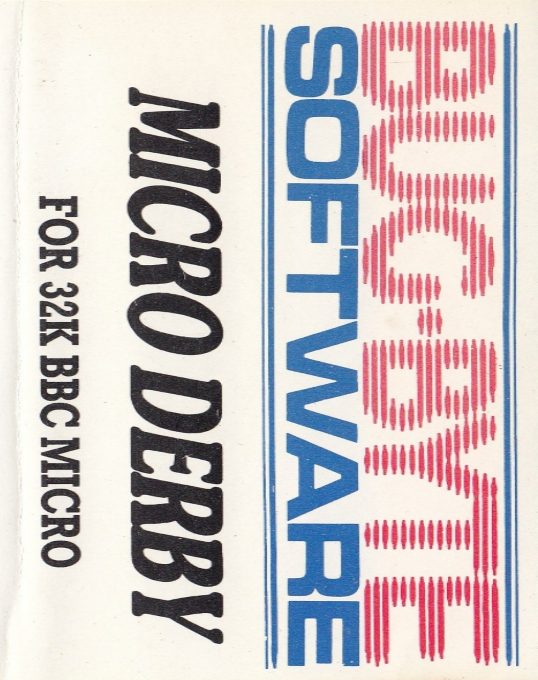 BUG-BYTE
SOFTWARE
MICRO DERBY
FOR 32K BBC MICRO